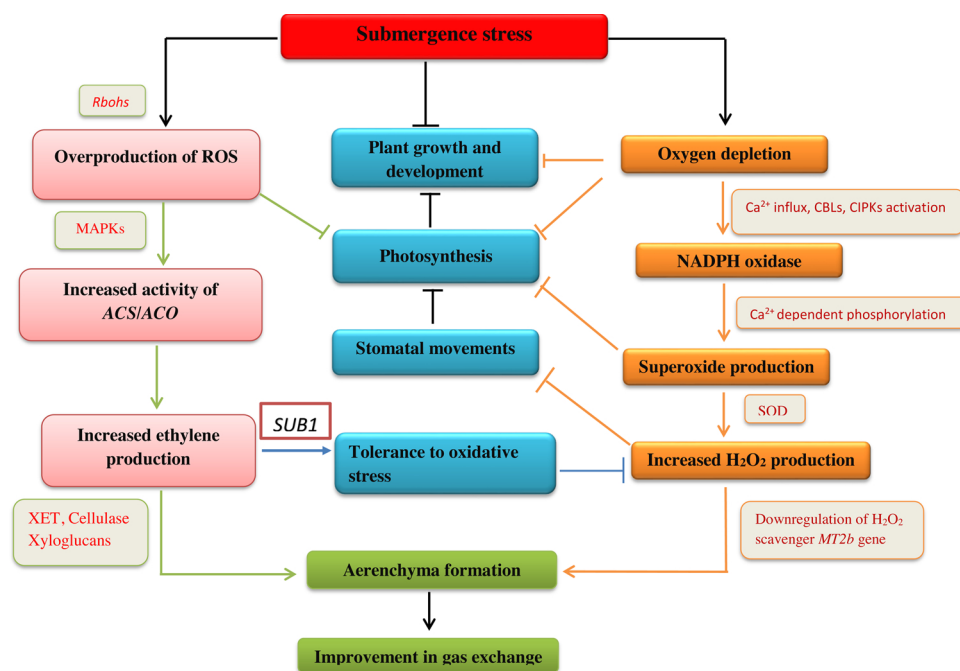 Submergence stress
Rbohs
Overproduction of ROS
Plant growth and
development
Oxygen depletion
MAPKs
Ca²⁺ influx, CBLs, CIPKs activation
Photosynthesis
NADPH oxidase
Increased activity of
ACS/ACO
Ca²⁺ dependent phosphorylation
Stomatal movements
Superoxide production
SOD
SUB1
Increased ethylene
production
Tolerance to oxidative
stress
Increased H₂O₂ production
XET, Cellulase
Xyloglucans
Downregulation of H₂O₂
scavenger MT2b gene
Aerenchyma formation
Improvement in gas exchange